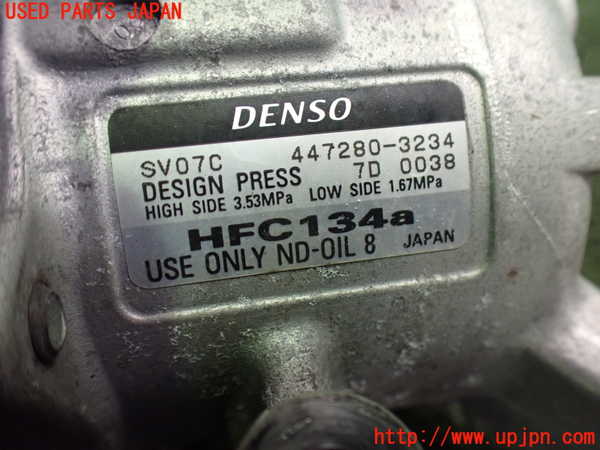 USED PARTS JAPAN
DENSO
SV07C 447280-3234
DESIGN PRESS 7D 0038
HIGH SIDE 3.53MPa LOW SIDE 1.67MPa
HFC134a
USE ONLY ND-OIL 8 JAPAN
http://www.upjpn.com/